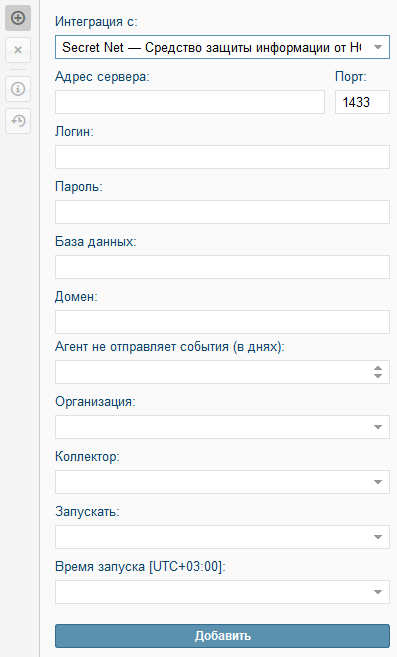 Интеграция с:
Secret Net — Средство защиты информации от
Адрес сервера: Порт:
1433
Логин:
Пароль:
База данных:
Домен:
Агент не отправляет события (в днях):
Организация:
Коллектор:
Запускать:
Время запуска [UTC+03:00]:
Добавить